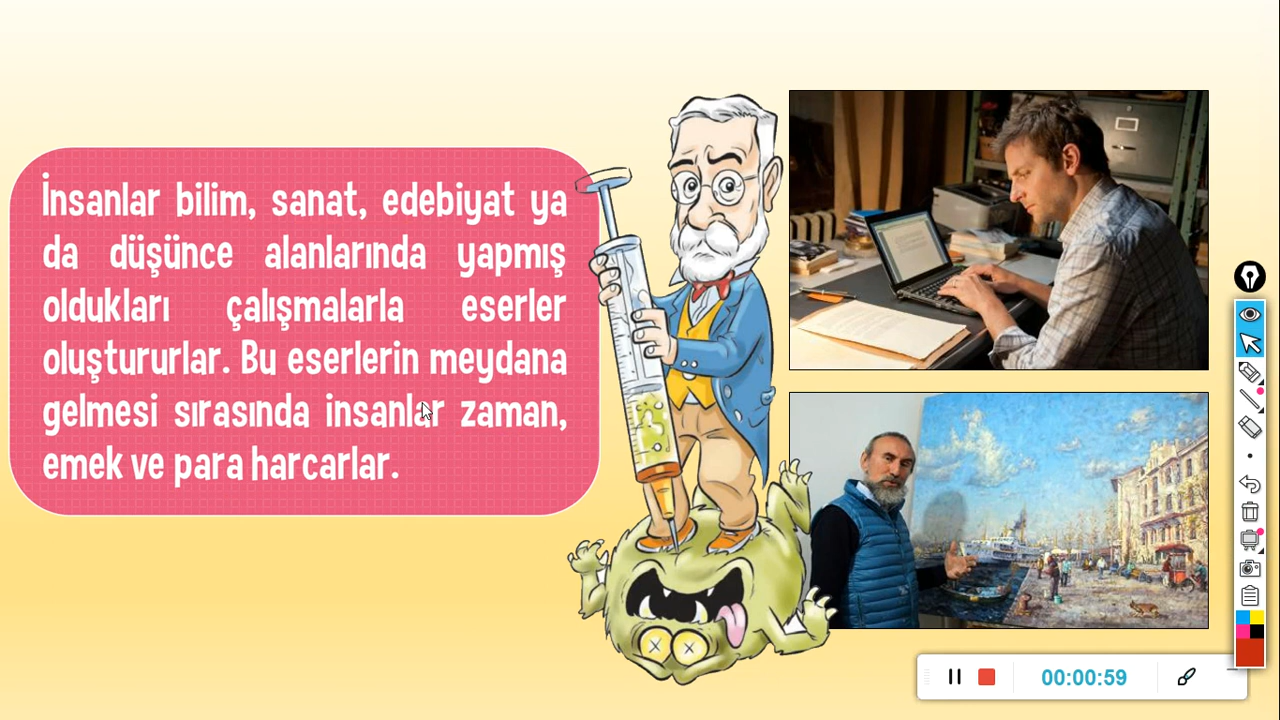 İnsanlar bilim, sanat, edebiyat ya
da düşünce alanlarında yapmış
oldukları çalışmalarla eserler
oluştururlar. Bu eserlerin meydana
gelmesi sırasında insanlar zaman,
emek ve para harcarlar.
00:00:59